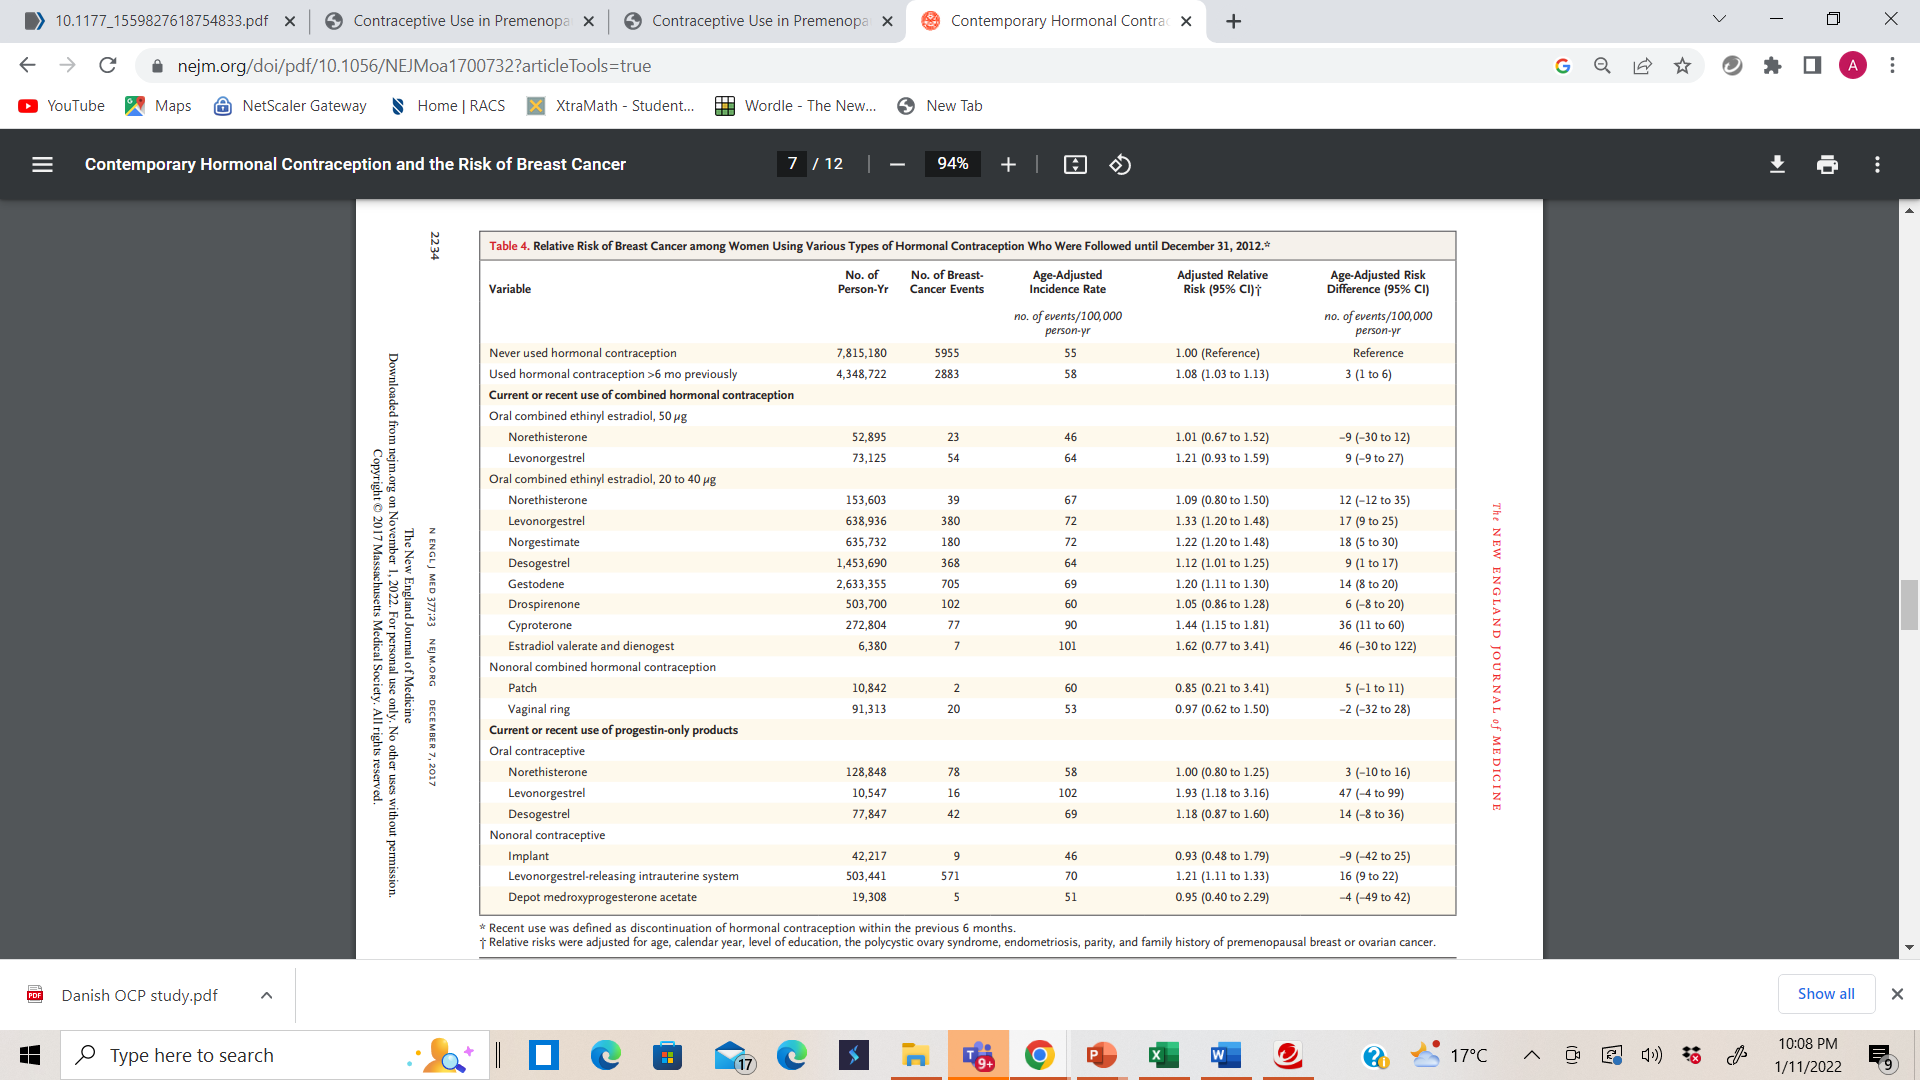 10.1177_1559827618754833.pdf
Contraceptive Use in Premenopa
Contraceptive Use in Premenopa
Contemporary Hormonal Contrac
nejm.org/doi/pdf/10.1056/NEJMoa1700732?articleTools=true
A
YouTube Maps NetScaler Gateway Home | RACS XtraMath - Student... Wordle - The New... New Tab
Contemporary Hormonal Contraception and the Risk of Breast Cancer 7 / 12 94%
2234
Table 4. Relative Risk of Breast Cancer among Women Using Various Types of Hormonal Contraception Who Were Followed until December 31, 2012.*
Variable No. of Person-Yr No. of Breast-Cancer Events Age-Adjusted Incidence Rate Adjusted Relative Risk (95% CI)† Age-Adjusted Risk Difference (95% CI)
no. of events/100,000 person-yr no. of events/100,000 person-yr
Never used hormonal contraception 7,815,180 5955 55 1.00 (Reference) Reference
Used hormonal contraception >6 mo previously 4,348,722 2883 58 1.08 (1.03 to 1.13) 3 (1 to 6)
Current or recent use of combined hormonal contraception
Oral combined ethinyl estradiol, 50 μg
Norethisterone 52,895 23 46 1.01 (0.67 to 1.52) −9 (−30 to 12)
Levonorgestrel 73,125 54 64 1.21 (0.93 to 1.59) 9 (−9 to 27)
Oral combined ethinyl estradiol, 20 to 40 μg
Norethisterone 153,603 39 67 1.09 (0.80 to 1.50) 12 (−12 to 35)
Levonorgestrel 638,936 380 72 1.33 (1.20 to 1.48) 17 (9 to 25)
Norgestimate 635,732 180 72 1.22 (1.20 to 1.48) 18 (5 to 30)
Desogestrel 1,453,690 368 64 1.12 (1.01 to 1.25) 9 (1 to 17)
Gestodene 2,633,355 705 69 1.20 (1.11 to 1.30) 14 (8 to 20)
Drospirenone 503,700 102 60 1.05 (0.86 to 1.28) 6 (−8 to 20)
Cyproterone 272,804 77 90 1.44 (1.15 to 1.81) 36 (11 to 60)
Estradiol valerate and dienogest 6,380 7 101 1.62 (0.77 to 3.41) 46 (−30 to 122)
Nonoral combined hormonal contraception
Patch 10,842 2 60 0.85 (0.21 to 3.41) 5 (−1 to 11)
Vaginal ring 91,313 20 53 0.97 (0.62 to 1.50) −2 (−32 to 28)
Current or recent use of progestin-only products
Oral contraceptive
Norethisterone 128,848 78 58 1.00 (0.80 to 1.25) 3 (−10 to 16)
Levonorgestrel 10,547 16 102 1.93 (1.18 to 3.16) 47 (−4 to 99)
Desogestrel 77,847 42 69 1.18 (0.87 to 1.60) 14 (−8 to 36)
Nonoral contraceptive
Implant 42,217 9 46 0.93 (0.48 to 1.79) −9 (−42 to 25)
Levonorgestrel-releasing intrauterine system 503,441 571 70 1.21 (1.11 to 1.33) 16 (9 to 22)
Depot medroxyprogesterone acetate 19,308 5 51 0.95 (0.40 to 2.29) −4 (−49 to 42)
* Recent use was defined as discontinuation of hormonal contraception within the previous 6 months.
† Relative risks were adjusted for age, calendar year, level of education, the polycystic ovary syndrome, endometriosis, parity, and family history of premenopausal breast or ovarian cancer.
The NEW ENGLAND JOURNAL of MEDICINE
N ENGL J MED 377;23 NEJM.ORG DECEMBER 7, 2017
The New England Journal of Medicine
Downloaded from nejm.org on November 1, 2022. For personal use only. No other uses without permission.
Copyright © 2017 Massachusetts Medical Society. All rights reserved.
PDF Danish OCP study.pdf
Show all
Type here to search
17
9+
17°C
10:08 PM
1/11/2022
9